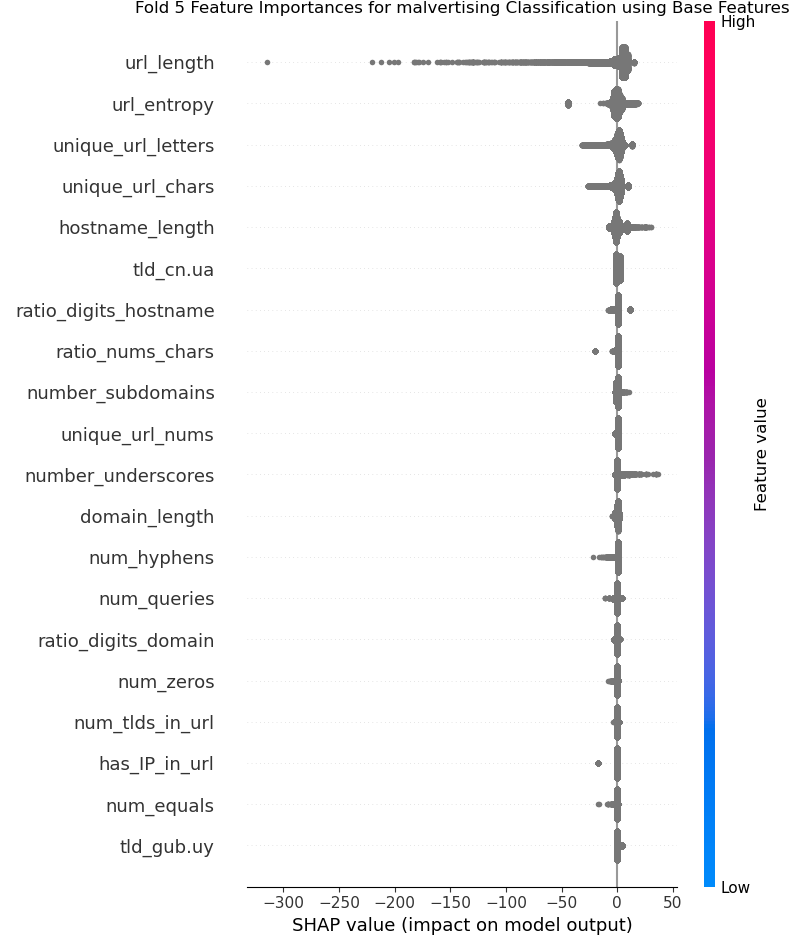 Fold 5 Feature Importances for malvertising Classification using Base Features
High
url_length
url_entropy
unique_url_letters
unique_url_chars
hostname_length
tld_cn.ua
ratio_digits_hostname
ratio_nums_chars
number_subdomains
unique_url_nums
number_underscores
domain_length
num_hyphens
num_queries
ratio_digits_domain
num_zeros
num_tlds_in_url
has_IP_in_url
num_equals
tld_gub.uy
Feature value
Low
−300 −250 −200 −150 −100 −50 0 50
SHAP value (impact on model output)